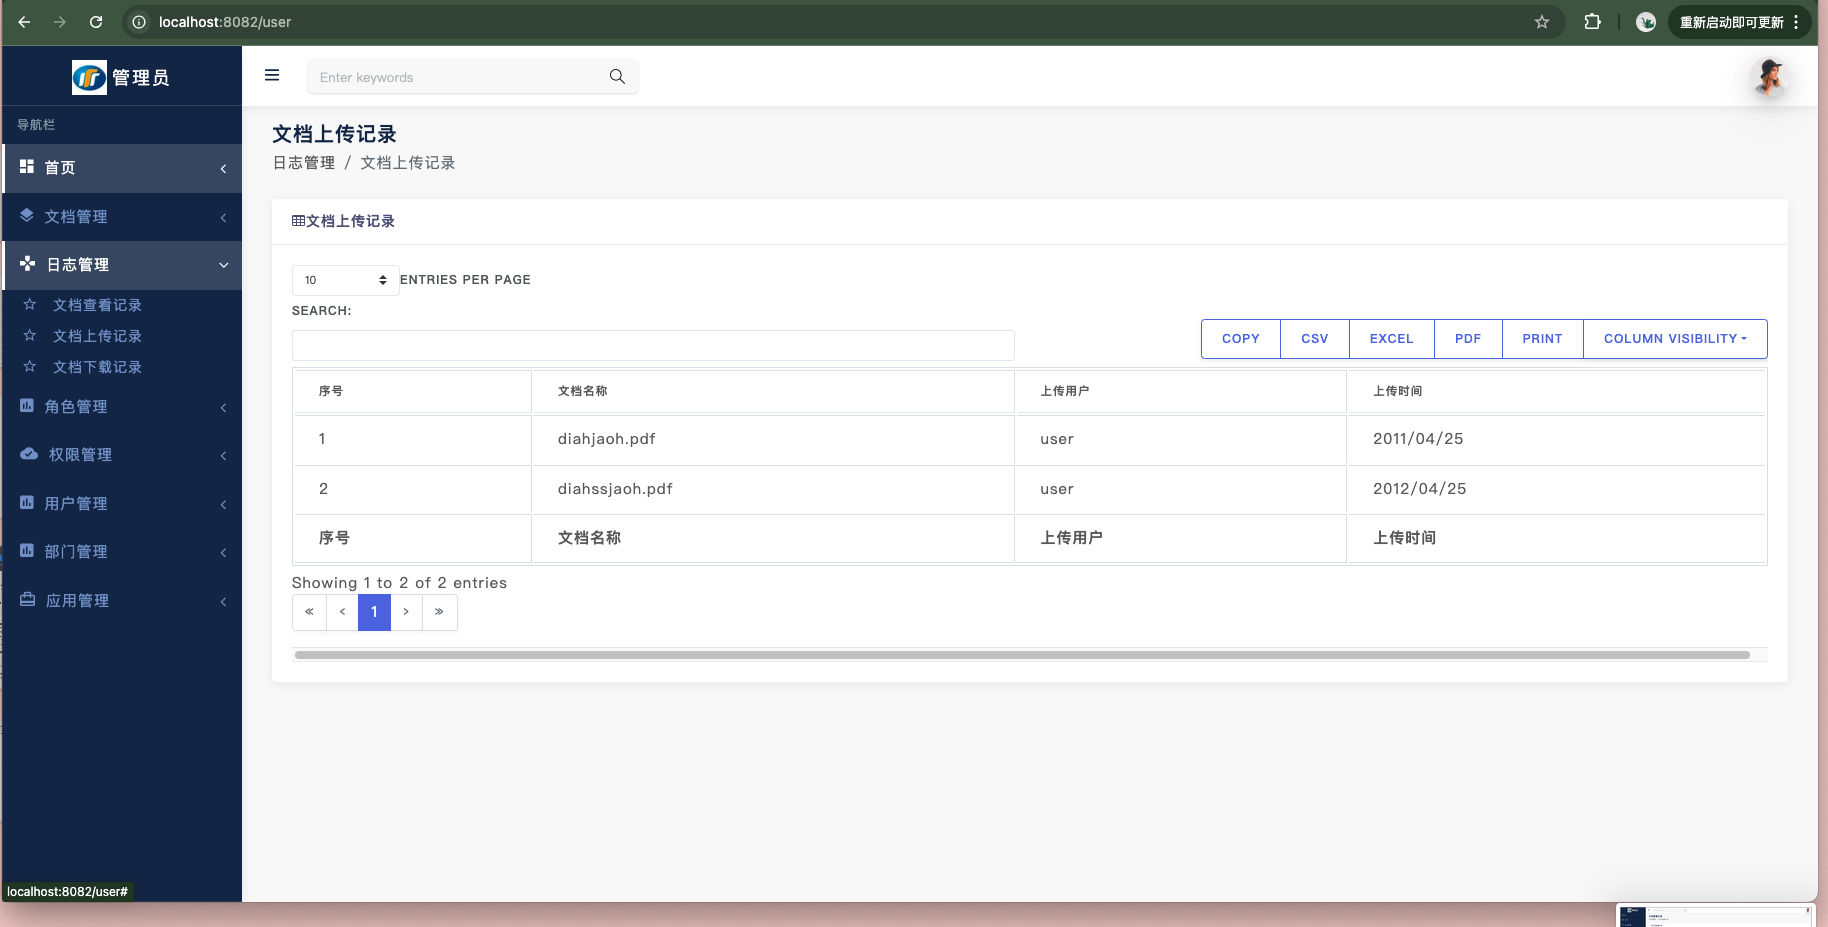 localhost:8082/user
重新启动即可更新
管理员
Enter keywords
导航栏
首页
文档管理
日志管理
文档查看记录
文档上传记录
文档下载记录
角色管理
权限管理
用户管理
部门管理
应用管理
文档上传记录
日志管理 / 文档上传记录
文档上传记录
10 ENTRIES PER PAGE
SEARCH:
COPY CSV EXCEL PDF PRINT COLUMN VISIBILITY
序号 文档名称 上传用户 上传时间
1 diahjaoh.pdf user 2011/04/25
2 diahssjaoh.pdf user 2012/04/25
序号 文档名称 上传用户 上传时间
Showing 1 to 2 of 2 entries
« ‹ 1 › »
localhost:8082/user#